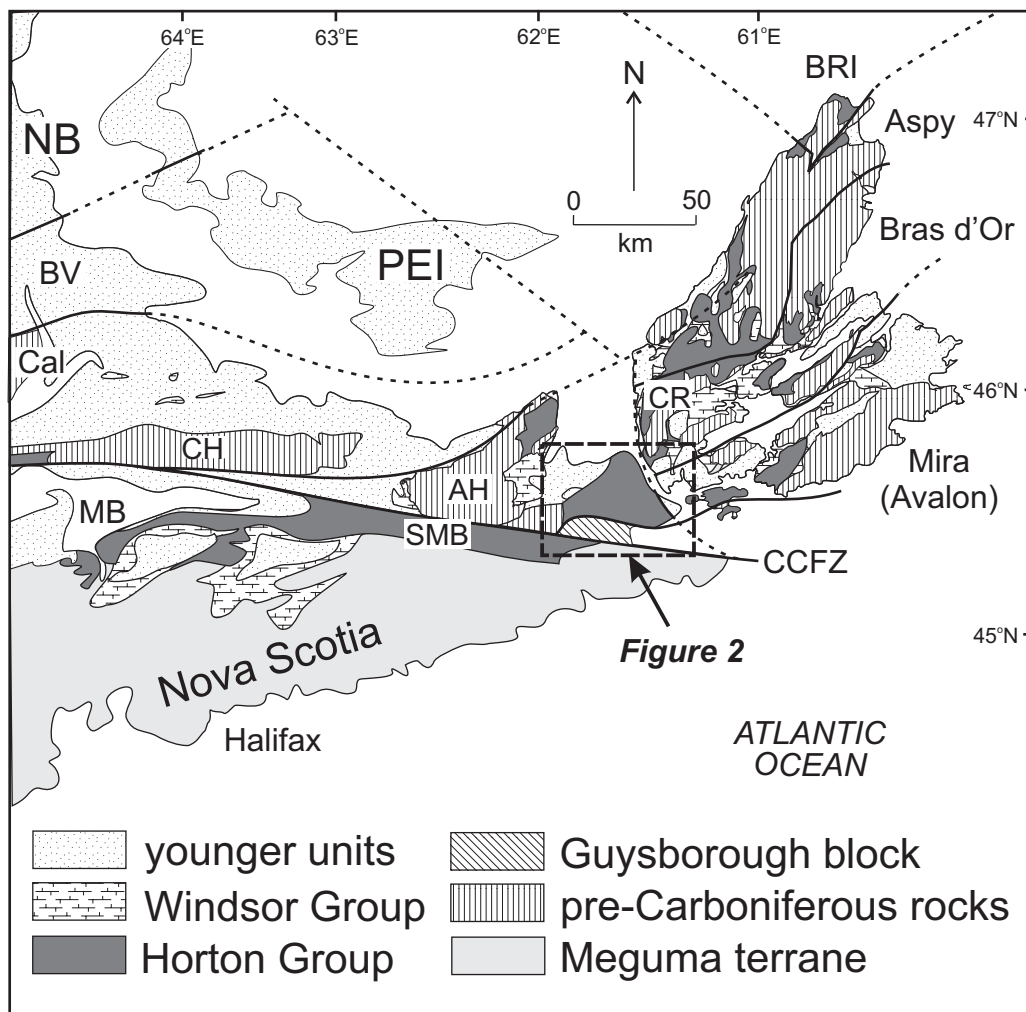 64°E
63°E
62°E
61°E
BRI
N
Aspy
47°N
NB
0
50
km
Bras d’Or
PEI
BV
Cal
CR
46°N
CH
AH
Mira
(Avalon)
MB
SMB
CCFZ
Figure 2
45°N
Nova Scotia
Halifax
ATLANTIC
OCEAN
younger units
Guysborough block
Windsor Group
pre-Carboniferous rocks
Horton Group
Meguma terrane